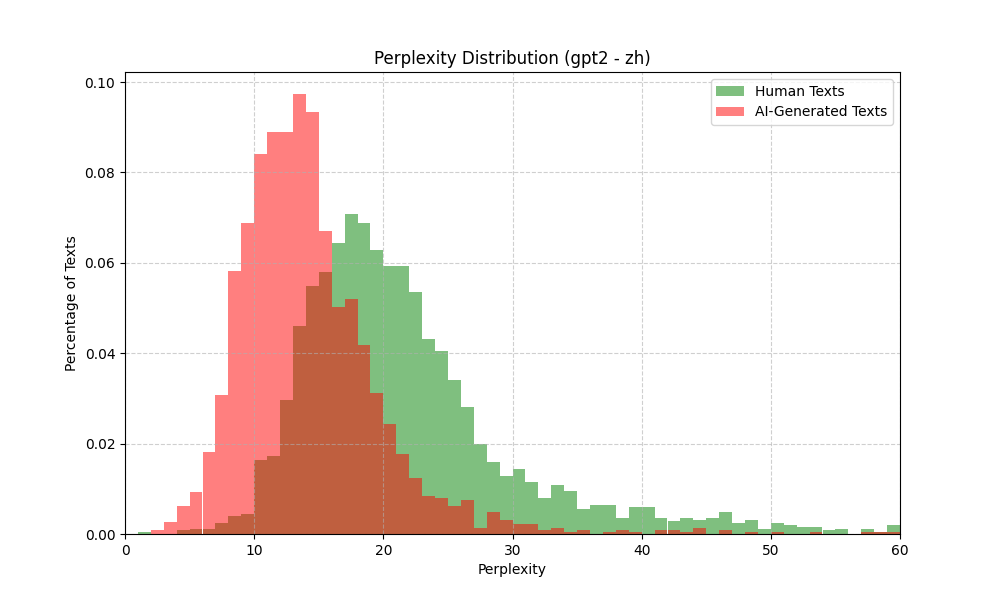 Perplexity Distribution (gpt2 - zh)
Human Texts
AI-Generated Texts
Percentage of Texts
0.10
0.08
0.06
0.04
0.02
0.00
0 10 20 30 40 50 60
Perplexity